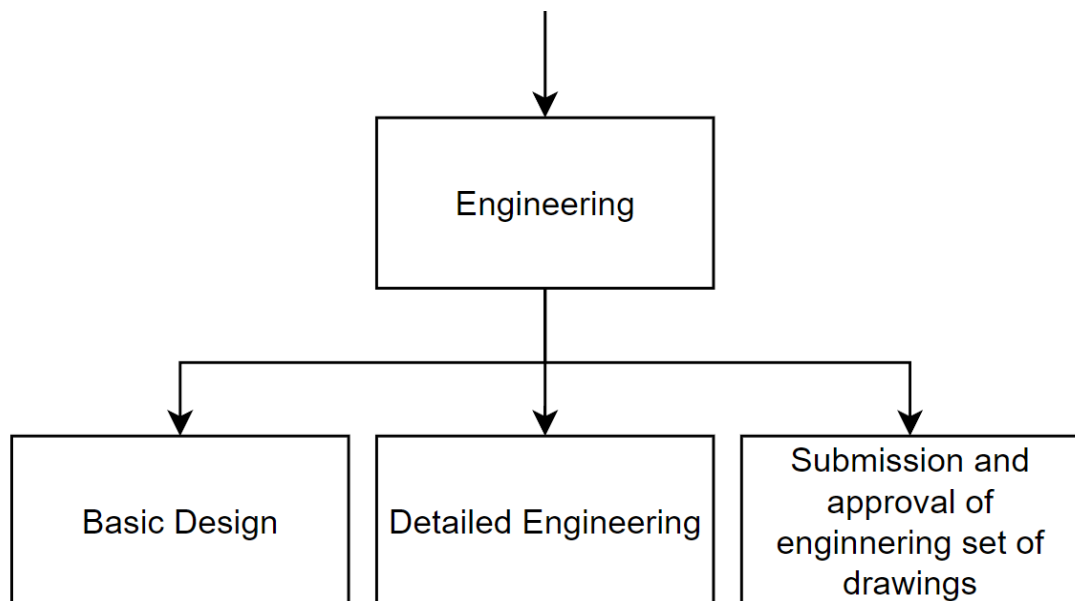 Engineering
Basic Design
Detailed Engineering
Submission and
approval of
enginnering set of
drawings